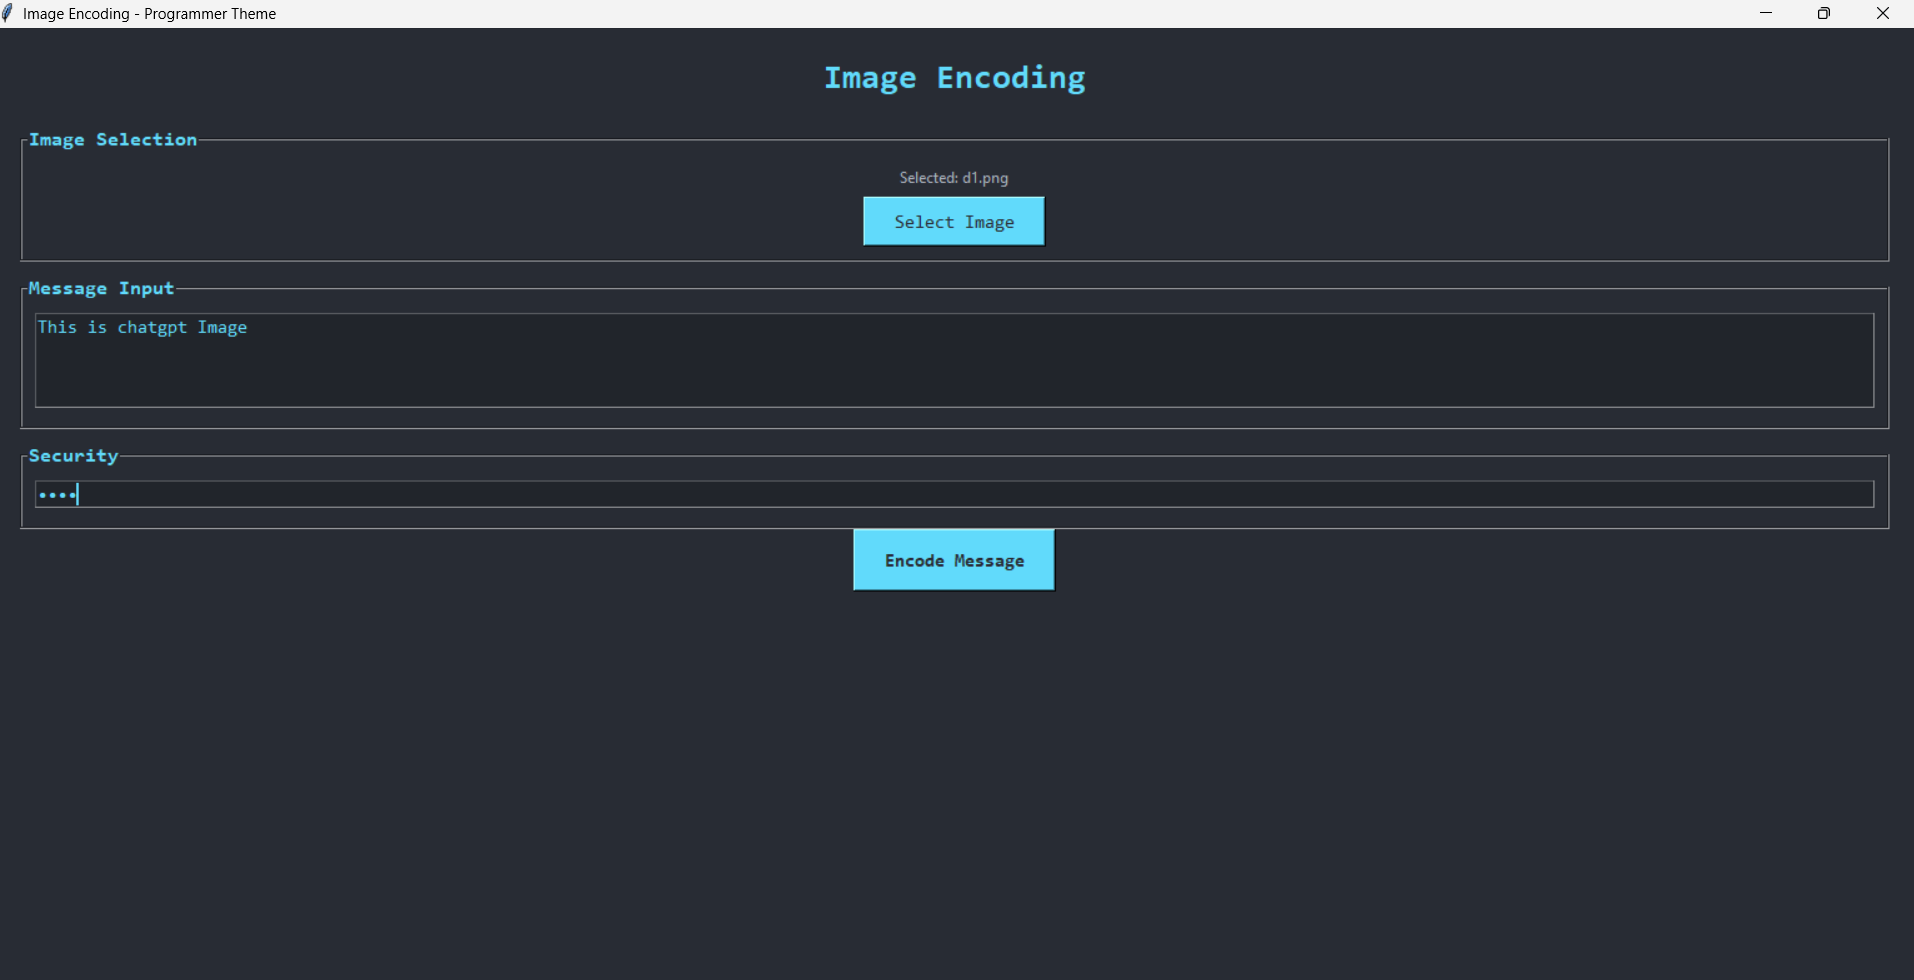 Image Encoding - Programmer Theme
Image Encoding
Image Selection
Selected: d1.png
Select Image
Message Input
This is chatgpt Image
Security
••••
Encode Message